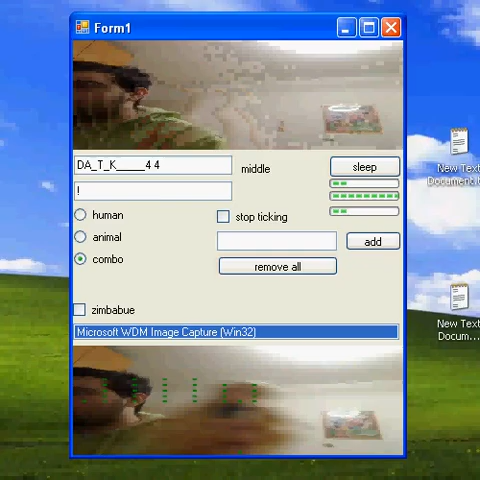 Form1
DA_T_K_____4 4
middle
sleep
!
human
stop ticking
animal
add
combo
remove all
zimbabue
Microsoft WDM Image Capture (Win32)
New Text
Document.
New Text
Docum...